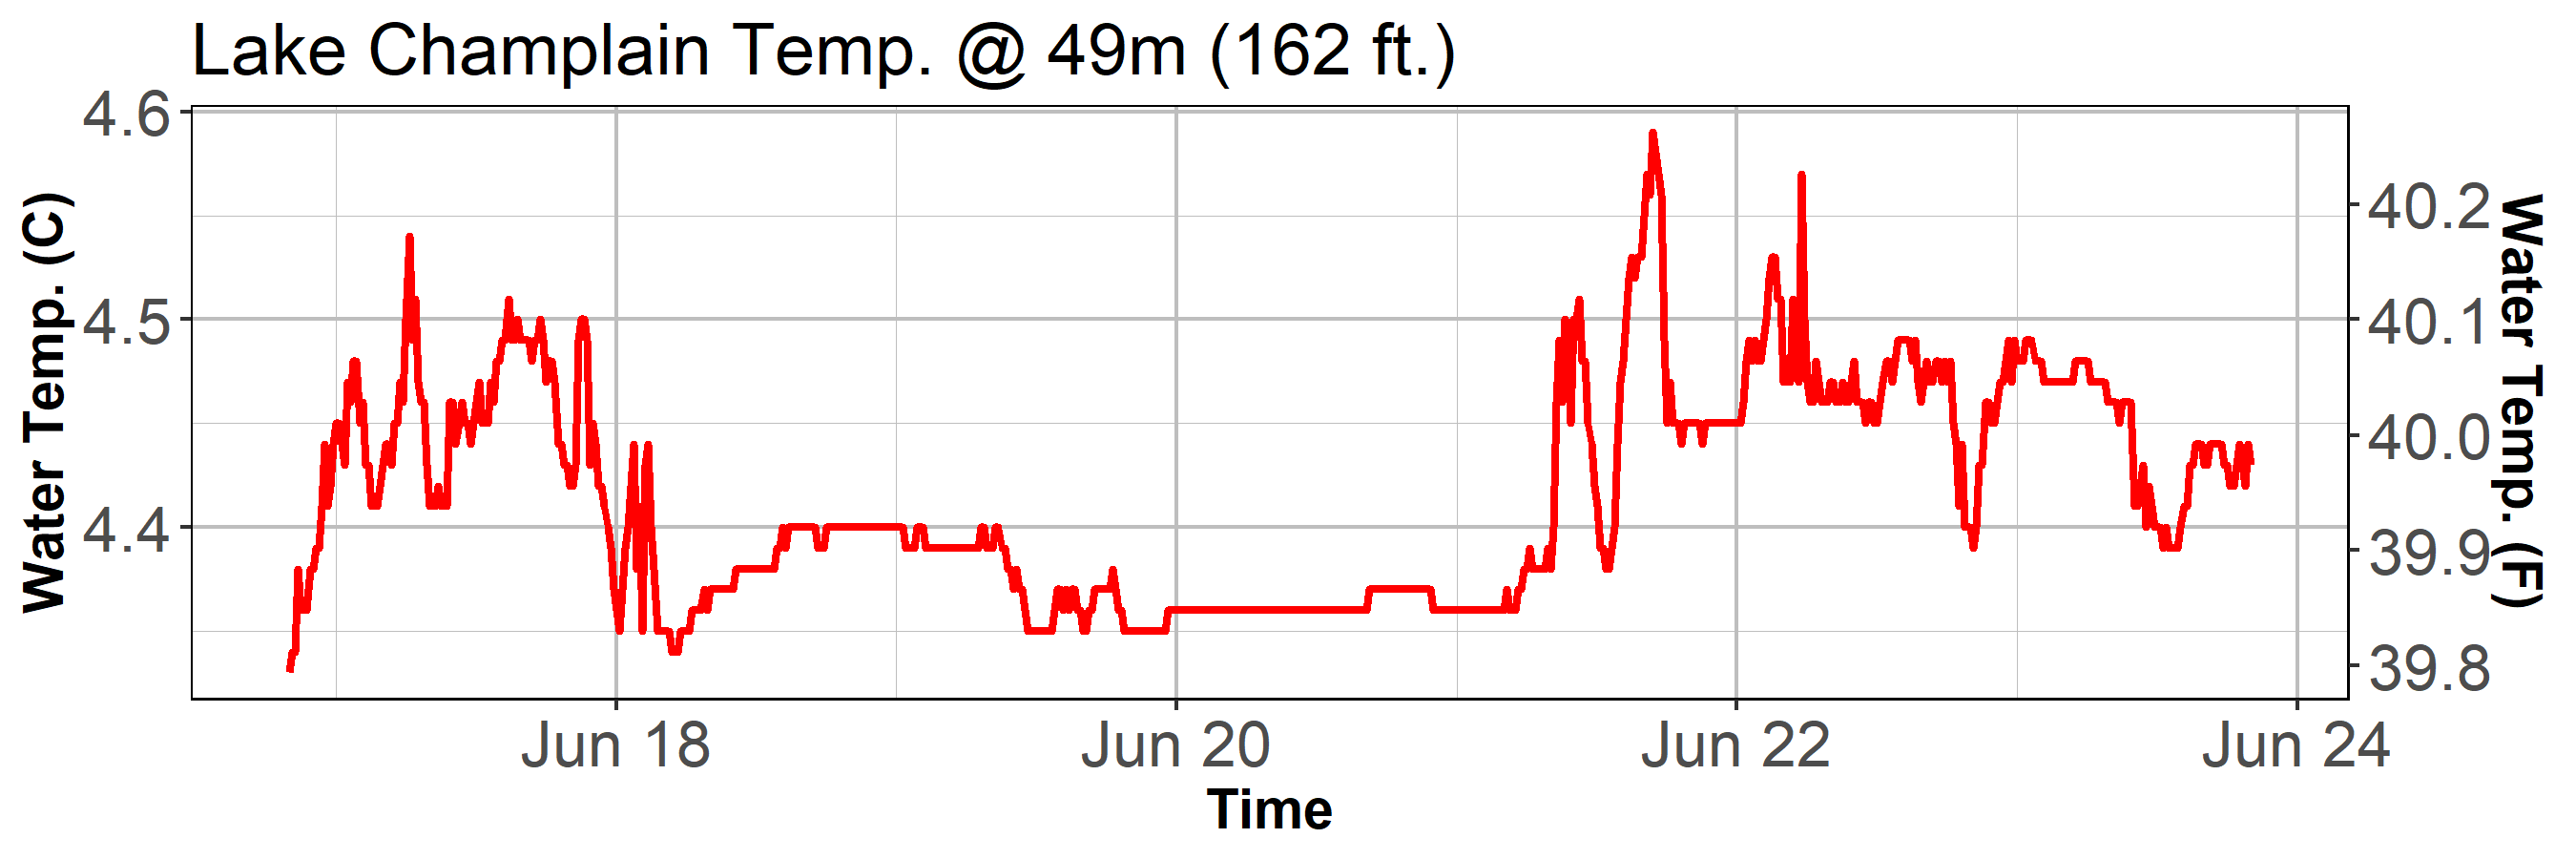 Lake Champlain Temp. @ 49m (162 ft.)
Water Temp. (C)
4.6
4.5
4.4
40.2
40.1
40.0
39.9
39.8
Water Temp. (F)
Jun 18
Jun 20
Jun 22
Jun 24
Time